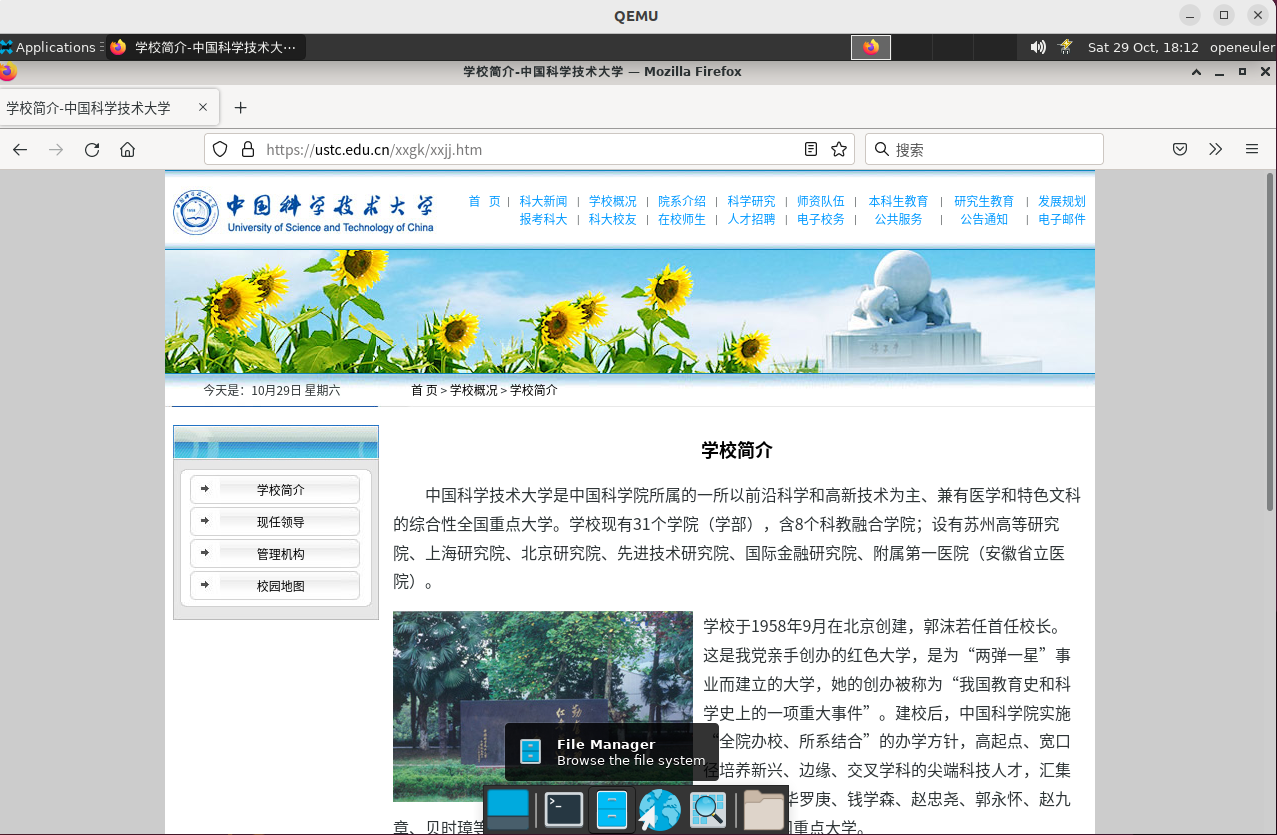 QEMU
Applications
学校简介-中国科学技术大…
Sat 29 Oct, 18:12
openeuler
学校简介-中国科学技术大学 — Mozilla Firefox
学校简介-中国科学技术大学
https://ustc.edu.cn/xxgk/xxjj.htm
搜索
中国科学技术大学
University of Science and Technology of China
首 页 | 科大新闻 | 学校概况 | 院系介绍 | 科学研究 | 师资队伍 | 本科生教育 | 研究生教育 | 发展规划
报考科大 | 科大校友 | 在校师生 | 人才招聘 | 电子校务 | 公共服务 | 公告通知 | 电子邮件
今天是：10月29日 星期六
首 页 > 学校概况 > 学校简介
学校简介
现任领导
管理机构
校园地图
学校简介
中国科学技术大学是中国科学院所属的一所以前沿科学和高新技术为主、兼有医学和特色文科
的综合性全国重点大学。学校现有31个学院（学部），含8个科教融合学院；设有苏州高等研究
院、上海研究院、北京研究院、先进技术研究院、国际金融研究院、附属第一医院（安徽省立医
院）。
学校于1958年9月在北京创建，郭沫若任首任校长。
这是我党亲手创办的红色大学，是为“两弹一星”事
业而建立的大学，她的创办被称为“我国教育史和科
学史上的一项重大事件”。建校后，中国科学院实施
“全院办校、所系结合”的办学方针，高起点、宽口
径培养新兴、边缘、交叉学科的尖端科技人才，汇集
华罗庚、钱学森、赵忠尧、郭永怀、赵九
章、贝时璋等
重点大学。
File Manager
Browse the file system